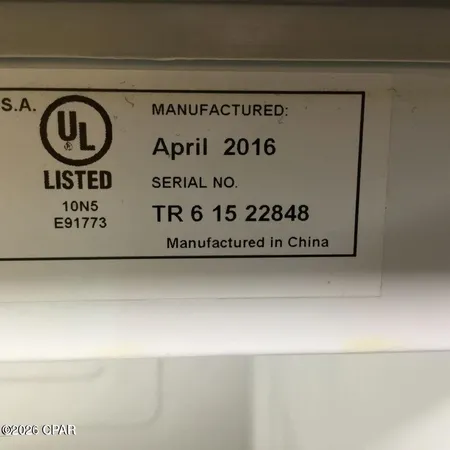 S.A.
UL
®
LISTED
10N5
E91773
MANUFACTURED:
April 2016
SERIAL NO.
TR 6 15 22848
Manufactured in China
©2026 CPAR